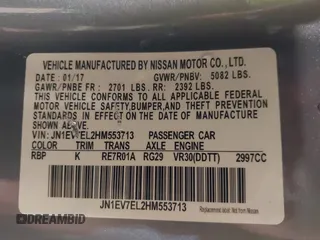 VEHICLE MANUFACTURED BY NISSAN MOTOR CO., LTD.
DATE : 01/17 GVWR/PNBV: 5082 LBS.
GAWR/PNBE FR : 2701 LBS. RR: 2392 LBS.
THIS VEHICLE CONFORMS TO ALL APPLICABLE FEDERAL
MOTOR VEHICLE SAFETY,BUMPER,AND THEFT PREVENTION
STANDARDS IN EFFECT ON THE DATE OF MANUFACTURE
SHOWN ABOVE.
JN1EV7EL2HM553713 PASSENGER CAR
COLOR TRIM TRANS AXLE ENGINE
RBP K RE7R01A RG29 VR30(DDTT) 2997CC
JN1EV7EL2HM553713
DREAMBID